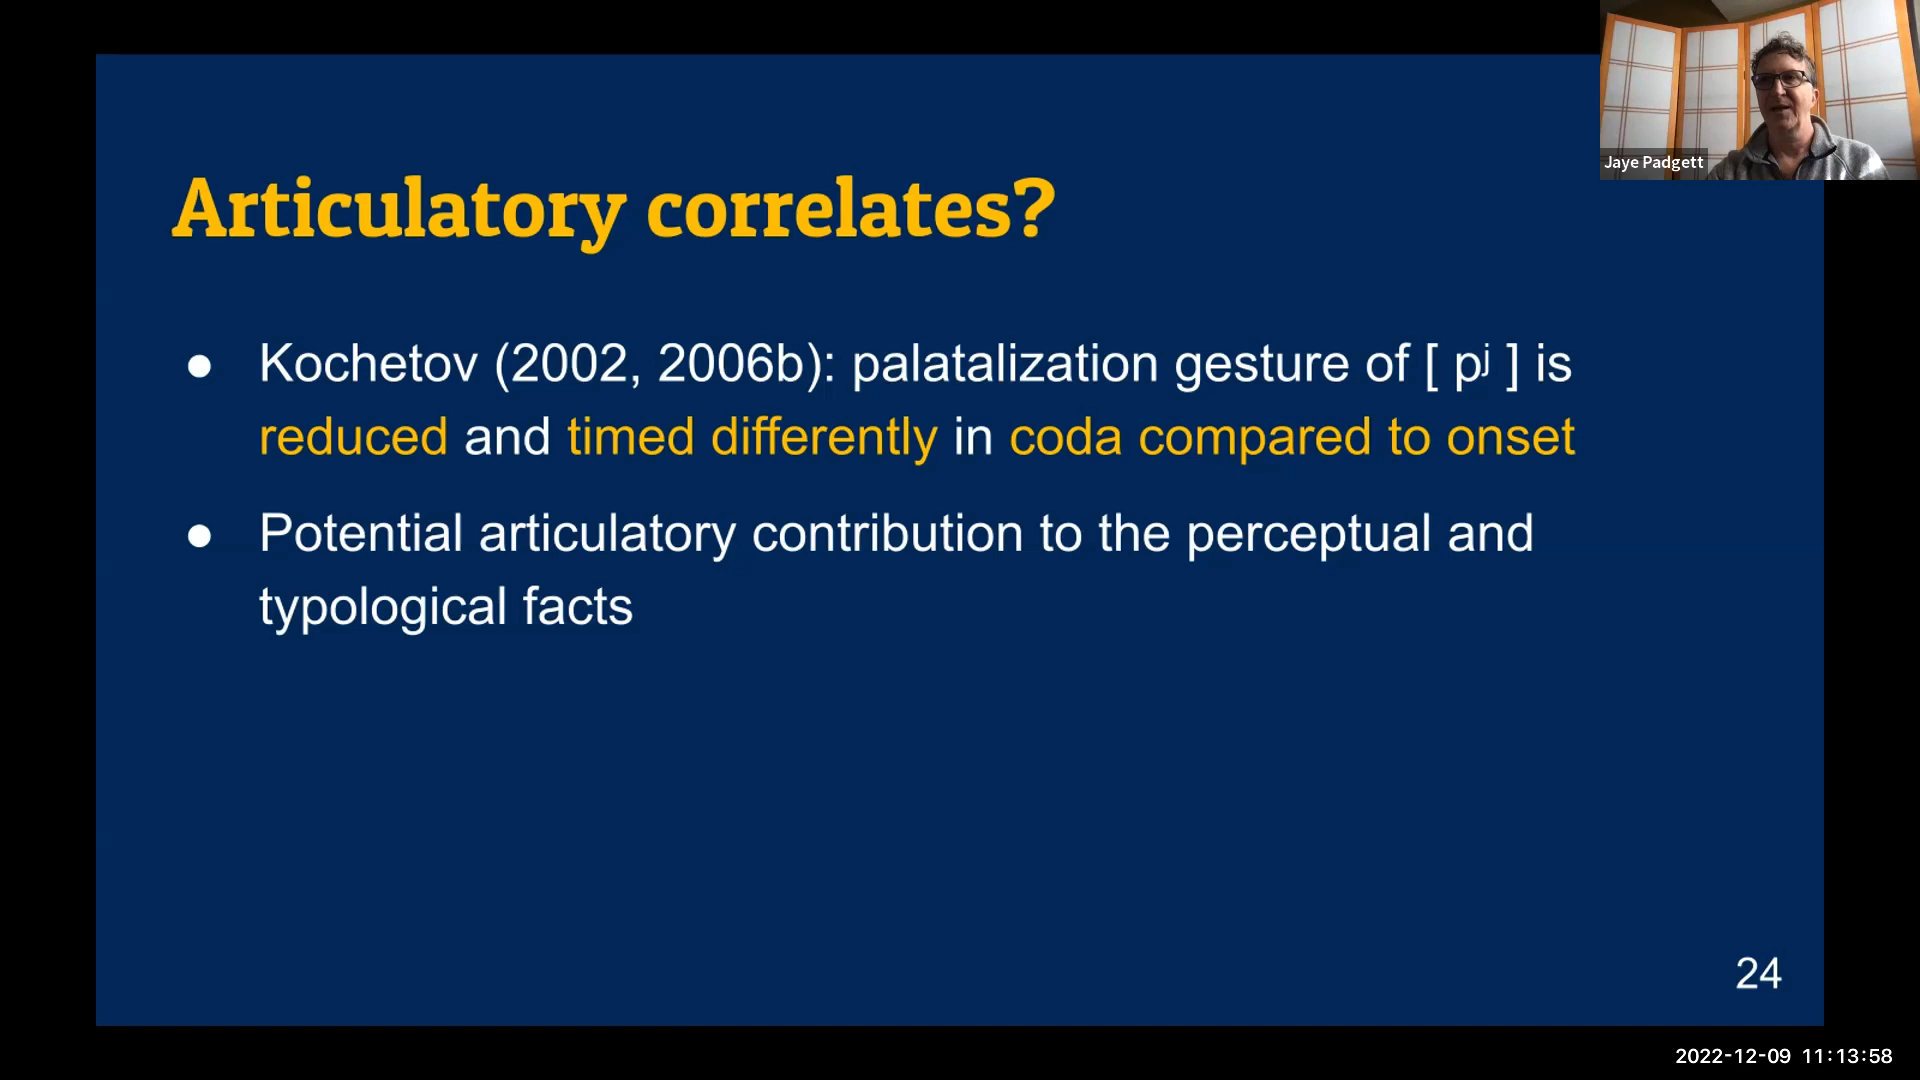 Jaye Padgett
Articulatory correlates?
● Kochetov (2002, 2006b): palatalization gesture of [ pʲ ] is
reduced and timed differently in coda compared to onset
● Potential articulatory contribution to the perceptual and
typological facts
24
2022-12-09 11:13:58